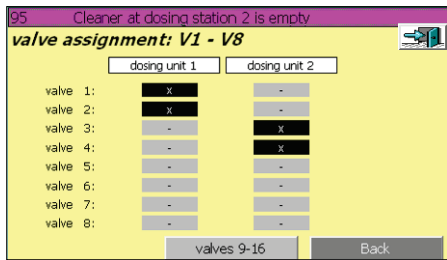 95 Cleaner at dosing station 2 is empty
valve assignment: V1 - V8
dosing unit 1 dosing unit 2
valve 1: x -
valve 2: x -
valve 3: - x
valve 4: - x
valve 5: - -
valve 6: - -
valve 7: - -
valve 8: - -
valves 9-16 Back